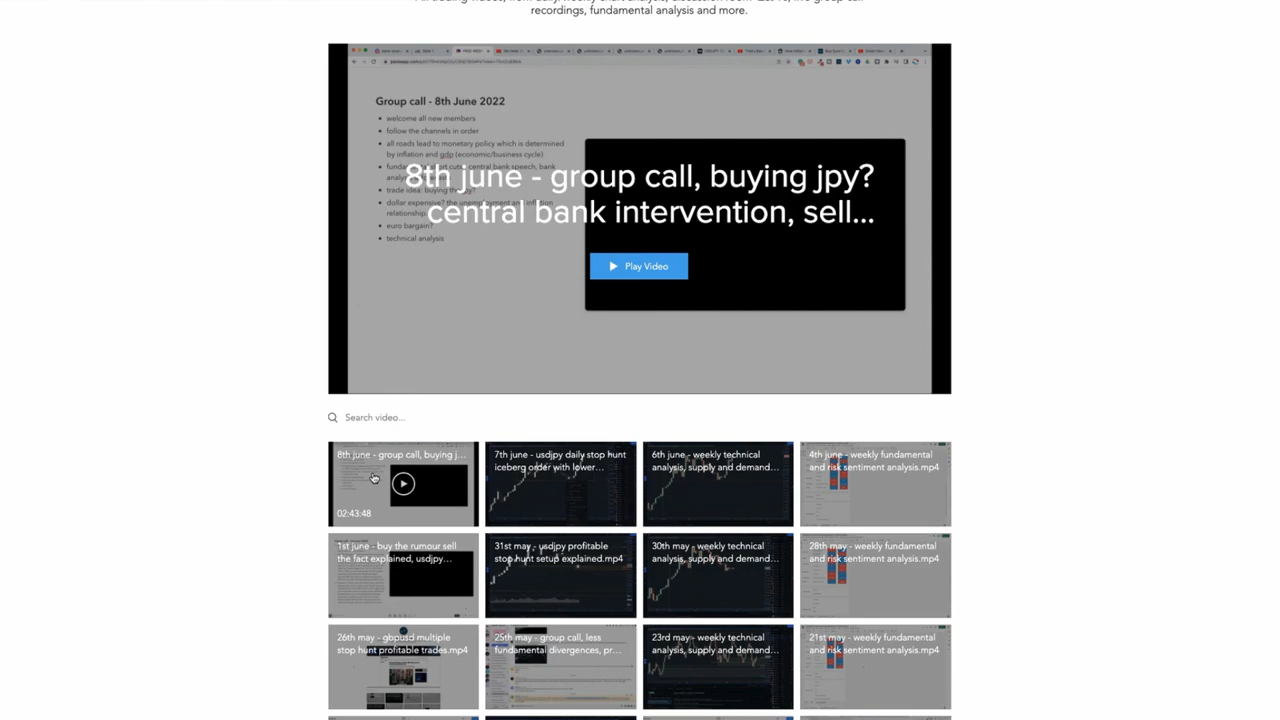 recordings, fundamental analysis and more.
Group call - 8th June 2022
welcome all new members
follow the channels in order
all roads lead to monetary policy which is determined
by inflation and gdp (economic/business cycle)
8th june - group call, buying jpy?
central bank intervention, sell...
euro bargain?
technical analysis
Play Video
Search video...
8th june - group call, buying j...
02:43:48
7th june - usdjpy daily stop hunt
iceberg order with lower...
6th june - weekly technical
analysis, supply and demand...
4th june - weekly fundamental
and risk sentiment analysis.mp4
1st june - buy the rumour sell
the fact explained, usdjpy...
31st may - usdjpy profitable
stop hunt setup explained.mp4
30th may - weekly technical
analysis, supply and demand...
28th may - weekly fundamental
and risk sentiment analysis.mp4
26th may - gbpusd multiple
stop hunt profitable trades.mp4
25th may - group call, less
fundamental divergences, pr...
23rd may - weekly technical
analysis, supply and demand...
21st may - weekly fundamental
and risk sentiment analysis.mp4